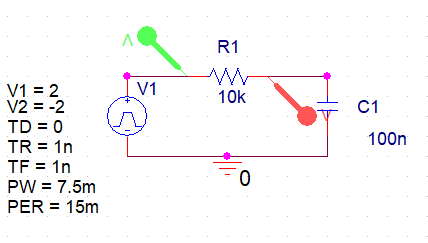 V
R1
V1
10k
V
C1
100n
V1 = 2
V2 = -2
TD = 0
TR = 1n
TF = 1n
PW = 7.5m
PER = 15m
0